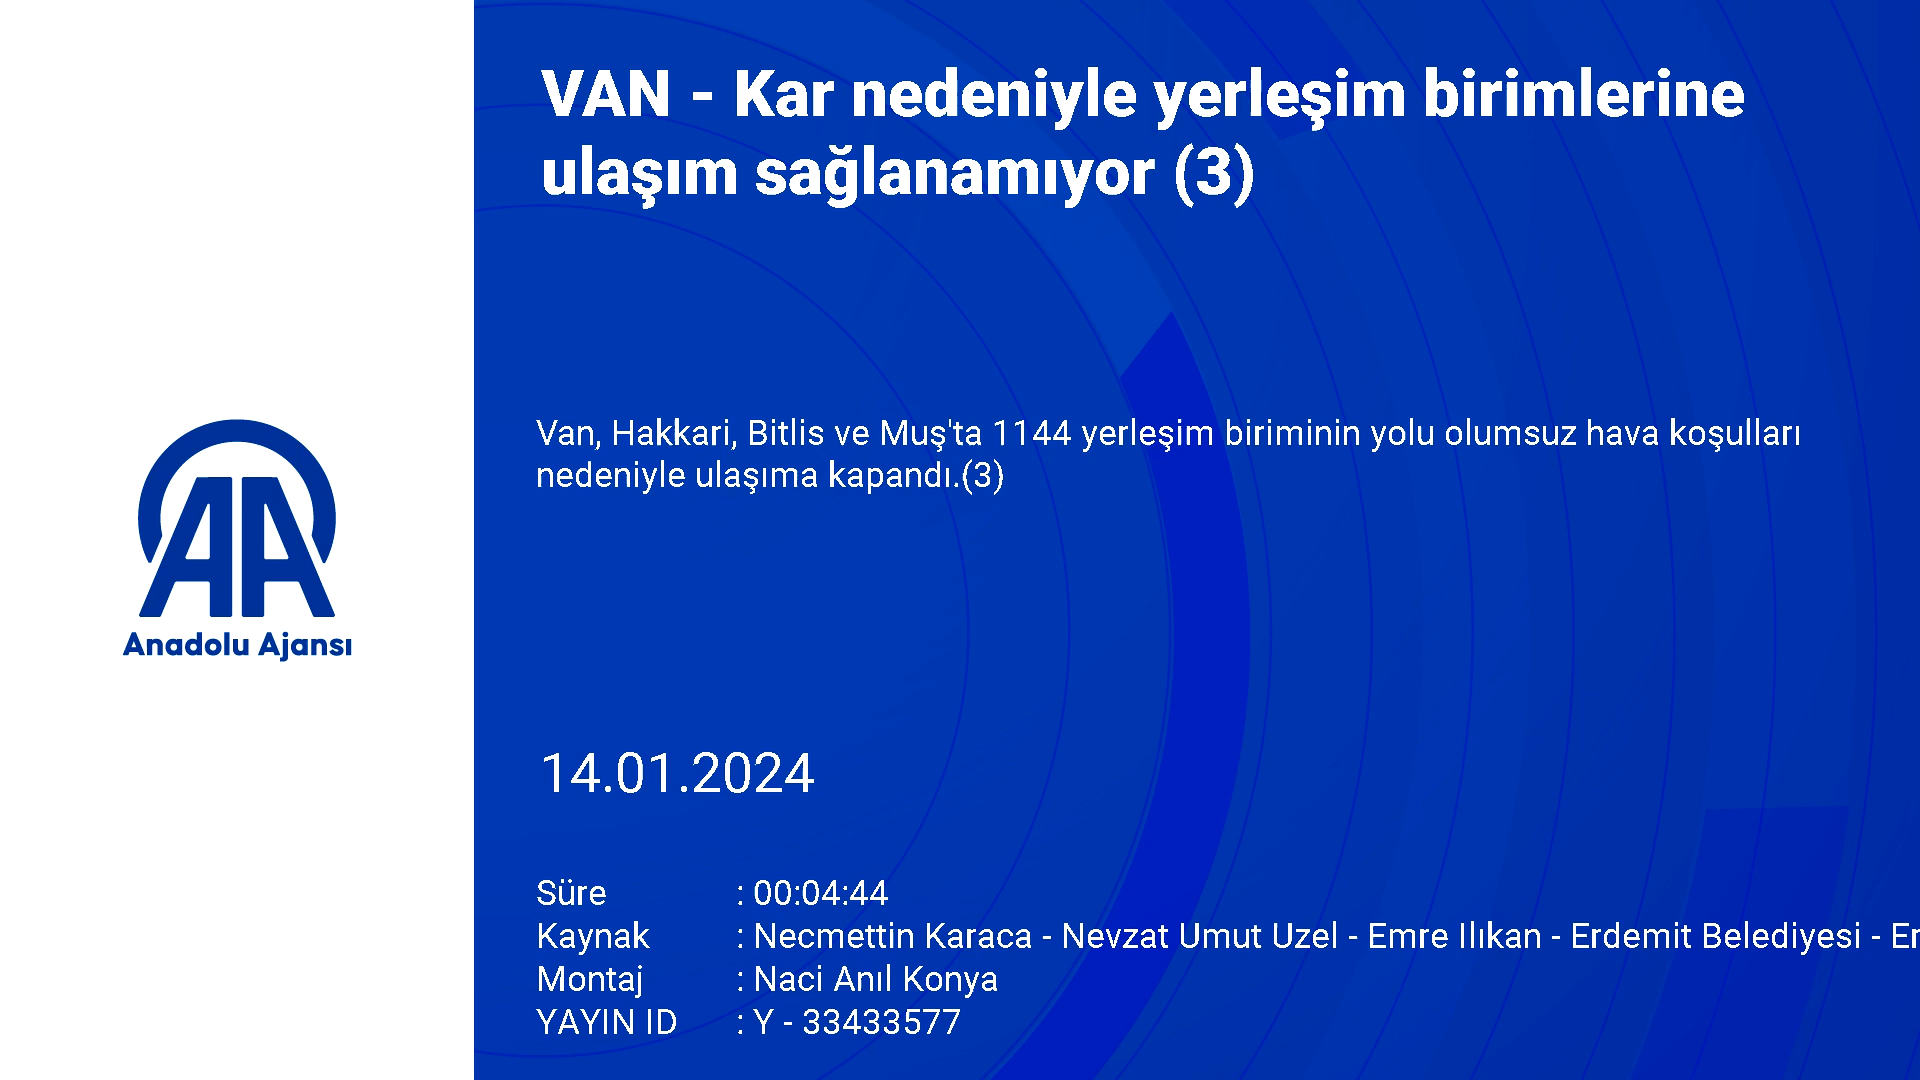 VAN - Kar nedeniyle yerleşim birimlerine
ulaşım sağlanamıyor (3)
Van, Hakkari, Bitlis ve Muş'ta 1144 yerleşim biriminin yolu olumsuz hava koşulları
nedeniyle ulaşıma kapandı.(3)
AA
Anadolu Ajansı
14.01.2024
Süre : 00:04:44
Kaynak : Necmettin Karaca - Nevzat Umut Uzel - Emre Ilıkan - Erdemit Belediyesi -
Montaj : Naci Anıl Konya
YAYIN ID : Y - 33433577